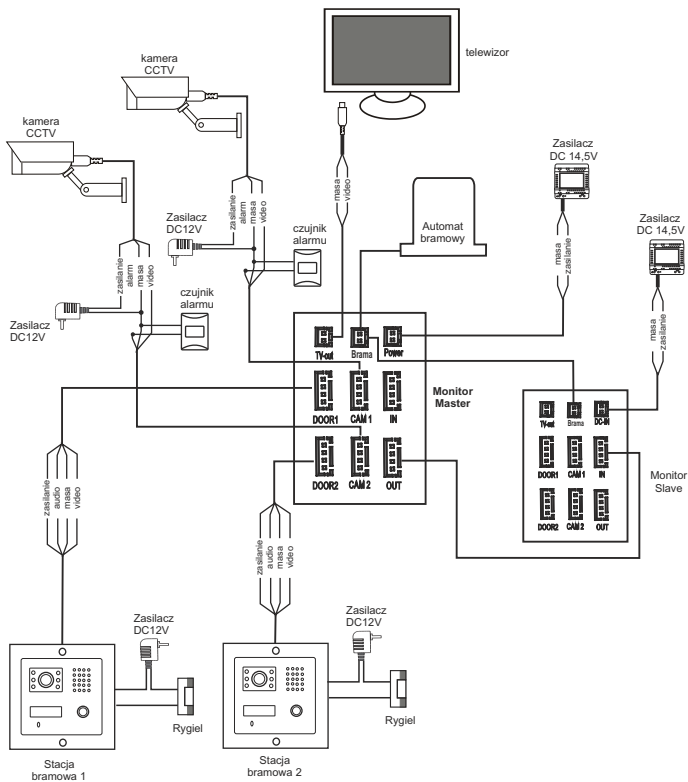 kamera
CCTV
telewizor
kamera
CCTV
Zasilacz
DC 14,5V
zasilanie
alarm
masa
video
masa
video
Zasilacz
DC12V
czujnik
alarmu
Automat
bramowy
masa
zasilanie
Zasilacz
DC 14,5V
zasilanie
alarm
masa
video
czujnik
alarmu
Zasilacz
DC12V
masa
zasilanie
TV-out
Brama
Power
Monitor
Master
DOOR1
CAM 1
IN
DOOR2
CAM 2
OUT
TV-out
Brama
DC-IN
DOOR1
CAM 1
IN
Monitor
Slave
DOOR2
CAM 2
OUT
zasilanie
audio
masa
video
zasilanie
audio
masa
video
Zasilacz
DC12V
Zasilacz
DC12V
Rygiel
Rygiel
Stacja
bramowa 1
Stacja
bramowa 2